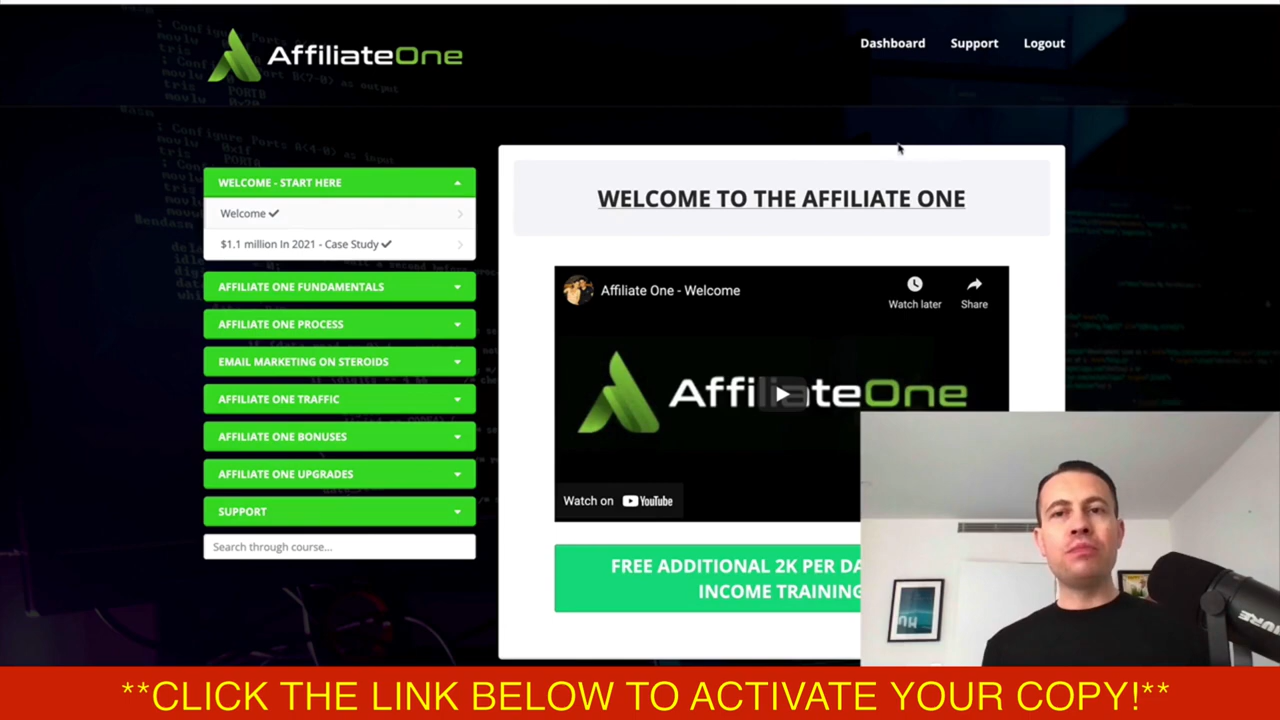 AffiliateOne
Dashboard Support Logout
WELCOME - START HERE
Welcome ✔
$1.1 million In 2021 - Case Study ✔
AFFILIATE ONE FUNDAMENTALS
AFFILIATE ONE PROCESS
EMAIL MARKETING ON STEROIDS
AFFILIATE ONE TRAFFIC
AFFILIATE ONE BONUSES
AFFILIATE ONE UPGRADES
SUPPORT
Search through course...
WELCOME TO THE AFFILIATE ONE
Affiliate One - Welcome
Watch later Share
AffiliateOne
Watch on YouTube
FREE ADDITIONAL 2K PER DA
INCOME TRAINING
**CLICK THE LINK BELOW TO ACTIVATE YOUR COPY!**